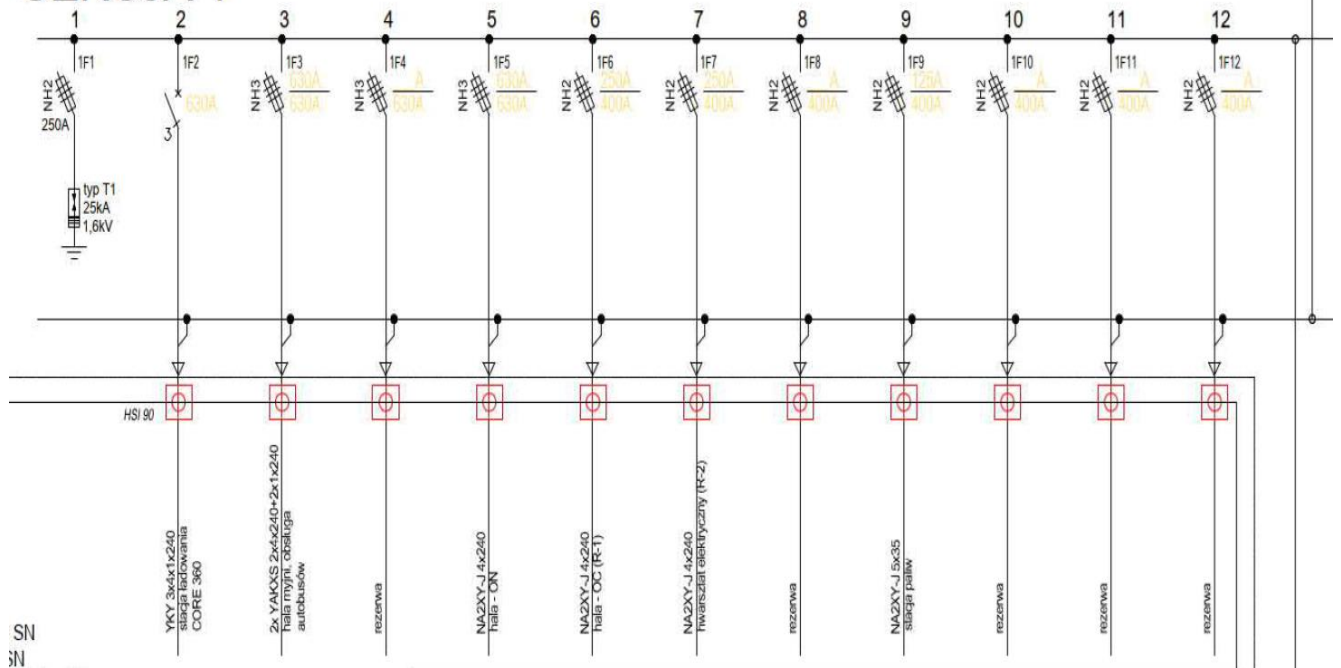 1 2 3 4 5 6 7 8 9 10 11 12
1F1
NH2
250A
typ T1
25kA
1,6kV
1F2
630A
3
1F3
NH3
630A
630A
1F4
NH3
A
630A
1F5
NH3
630A
630A
1F6
NH2
250A
400A
1F7
NH2
250A
400A
1F8
NH2
A
400A
1F9
NH2
125A
400A
1F10
NH2
A
400A
1F11
NH2
A
400A
1F12
NH2
A
400A
HSI 90
YKY 3x4x1x240
stacja ładowania
CORE 360
2x YAKXS 2x4x240+2x1x240
hala myjni, obsługa
autobusów
rezerwa
NA2XY-J 4x240
hala - ON
NA2XY-J 4x240
hala - OC (R-1)
NA2XY-J 4x240
hwarsztat elektryczny (R-2)
rezerwa
NA2XY-J 5x35
stacja paliw
rezerwa
rezerwa
rezerwa
SN
SN